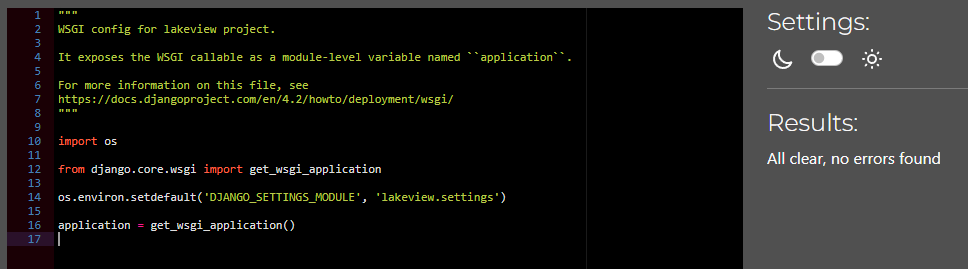 1 """
2 WSGI config for lakeview project.
3
4 It exposes the WSGI callable as a module-level variable named ``application``.
5
6 For more information on this file, see
7 https://docs.djangoproject.com/en/4.2/howto/deployment/wsgi/
8 """
9
10 import os
11
12 from django.core.wsgi import get_wsgi_application
13
14 os.environ.setdefault('DJANGO_SETTINGS_MODULE', 'lakeview.settings')
15
16 application = get_wsgi_application()
17
Settings:
Results:
All clear, no errors found